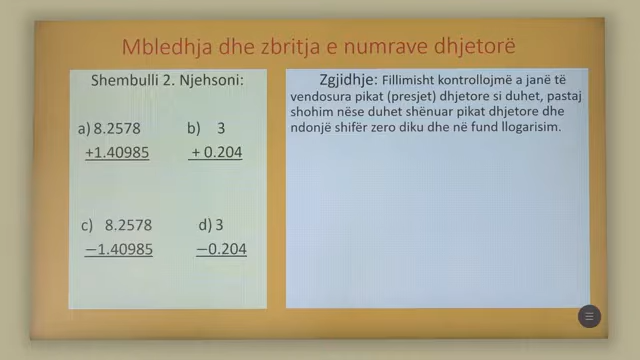 Mbledhja dhe zbritja e numrave dhjetorë
Shembulli 2. Njehsoni:
a) 8.2578 b) 3
+1.40985 + 0.204
c) 8.2578 d) 3
−1.40985 −0.204
Zgjidhje: Fillimisht kontrollojmë a janë të
vendosura pikat (presjet) dhjetore si duhet, pastaj
shohim nëse duhet shënuar pikat dhjetore dhe
ndonjë shifër zero diku dhe në fund llogarisim.